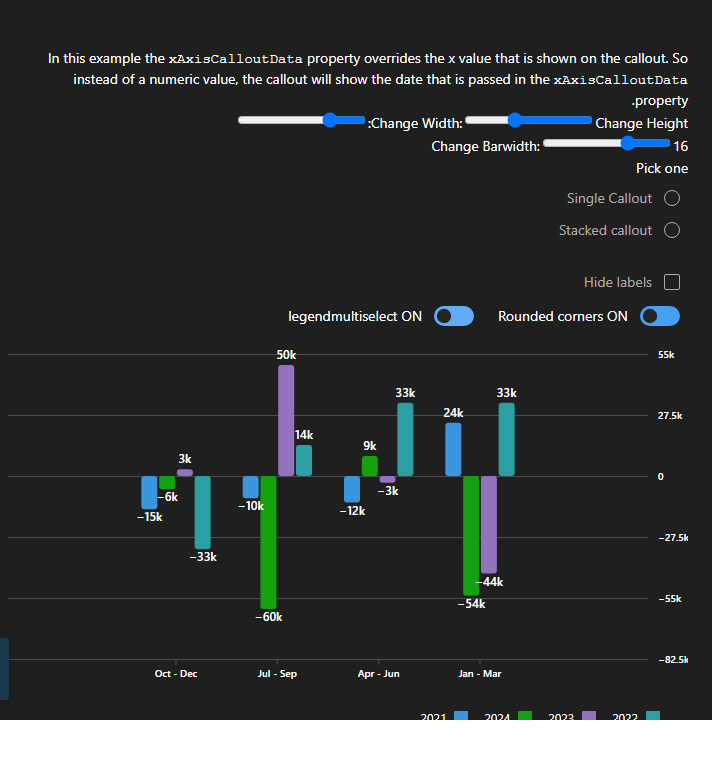 In this example the xAxisCalloutData property overrides the x value that is shown on the callout. So
instead of a numeric value, the callout will show the date that is passed in the xAxisCalloutData
.property
:Change Width: Change Height
Change Barwidth: 16
Pick one
Single Callout
Stacked callout
Hide labels
legendmultiselect ON Rounded corners ON
50k 55k
33k 33k
24k 27.5k
14k
9k
3k
0
−6k −10k −12k −3k
−15k
−27.5k
−33k
−44k
−54k −55k
−60k
−82.5k
Oct - Dec Jul - Sep Apr - Jun Jan - Mar
2021 2024 2023 2022